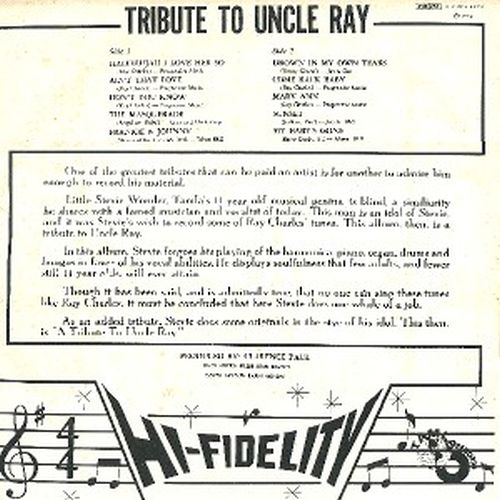 TRIBUTE TO UNCLE RAY
Side 1
HALLELUJAH I LOVE HER SO
AIN'T THAT LOVE
DON'T YOU KNOW
THE MASQUERADE
FRANKIE & JOHNNY
Side 2
DROWN IN MY OWN TEARS
COME BACK BABY
MARY ANN
SUNSET
MY BABY'S GONE
One of the greatest tributes that can be paid an artist is for another to admire him
enough to record his material.
Little Stevie Wonder, Tamla's 11 year old musical genius, is blind, a similarity
he shares with a famed musician and vocalist of today. This man is an idol of Stevie,
and it was Stevie's wish to record some of Ray Charles' tunes. This album, then, is a
tribute to Uncle Ray.
In this album, Stevie forgoes his playing of the harmonica, piano, organ, drums and
bongos in favor of his vocal abilities. He displays soulfulness that few adults, and fewer
still 11 year olds, will ever attain.
Though it has been said, and is admittedly true, that no one can sing these tunes
like Ray Charles, it must be concluded that here Stevie does one whale of a job.
As an added tribute, Stevie does some originals in the style of his idol. This then,
is "A Tribute To Uncle Ray."
PRODUCED BY: CLARENCE PAUL
4
4
HI-FIDELITY